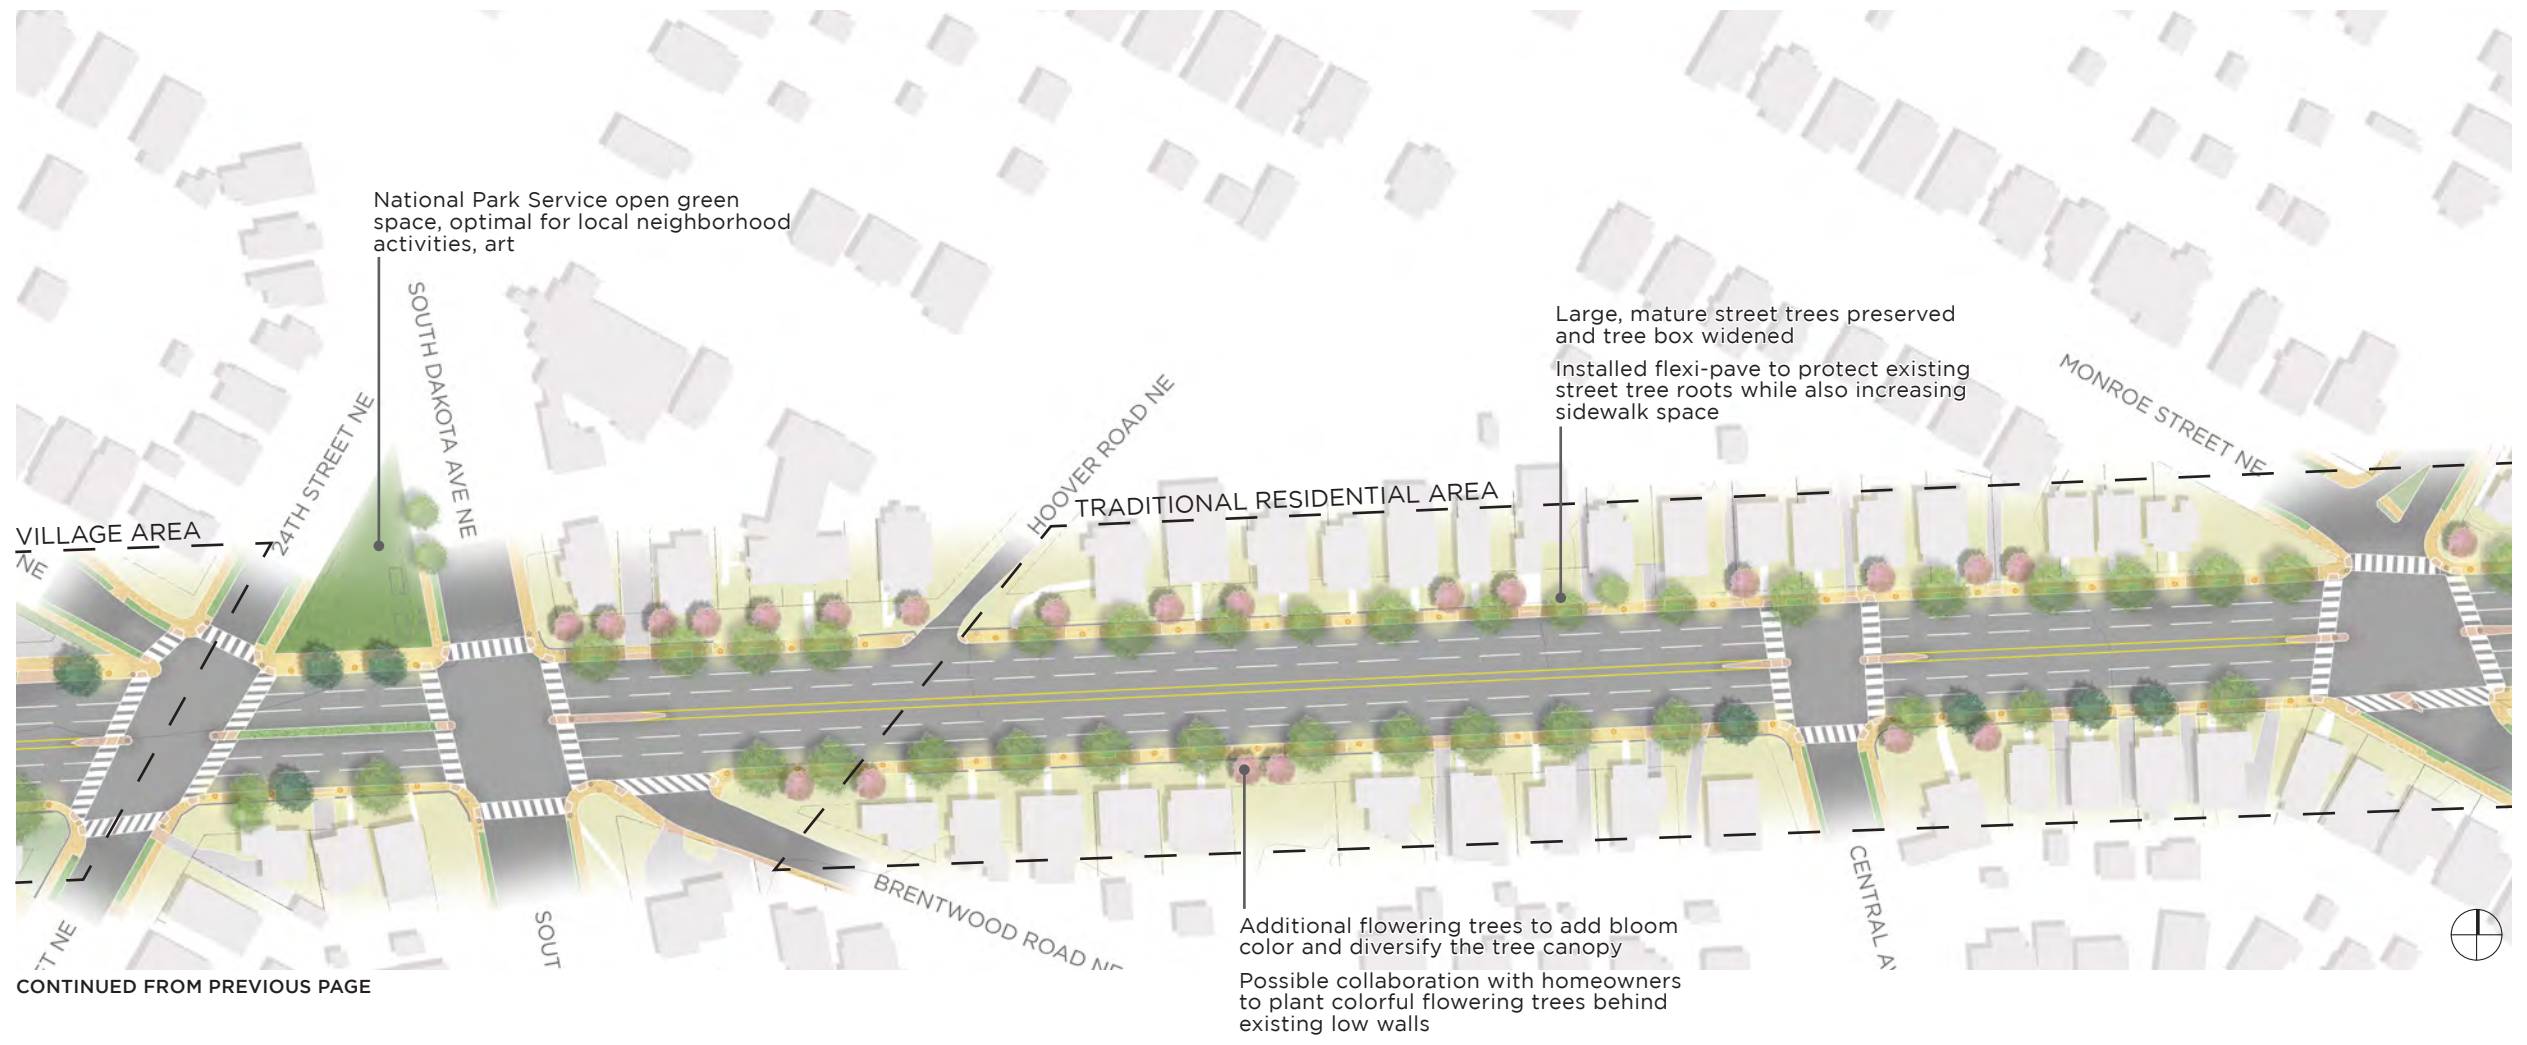 National Park Service open green
space, optimal for local neighborhood
activities, art
SOUTH DAKOTA AVE NE
24TH STREET NE
VILLAGE AREA
NE
HOOVER ROAD NE
TRADITIONAL RESIDENTIAL AREA
Large, mature street trees preserved
and tree box widened
Installed flexi-pave to protect existing
street tree roots while also increasing
sidewalk space
MONROE STREET NE
BRENTWOOD ROAD NE
SOUT
ET NE
CENTRAL AV
Additional flowering trees to add bloom
color and diversify the tree canopy
Possible collaboration with homeowners
to plant colorful flowering trees behind
existing low walls
CONTINUED FROM PREVIOUS PAGE